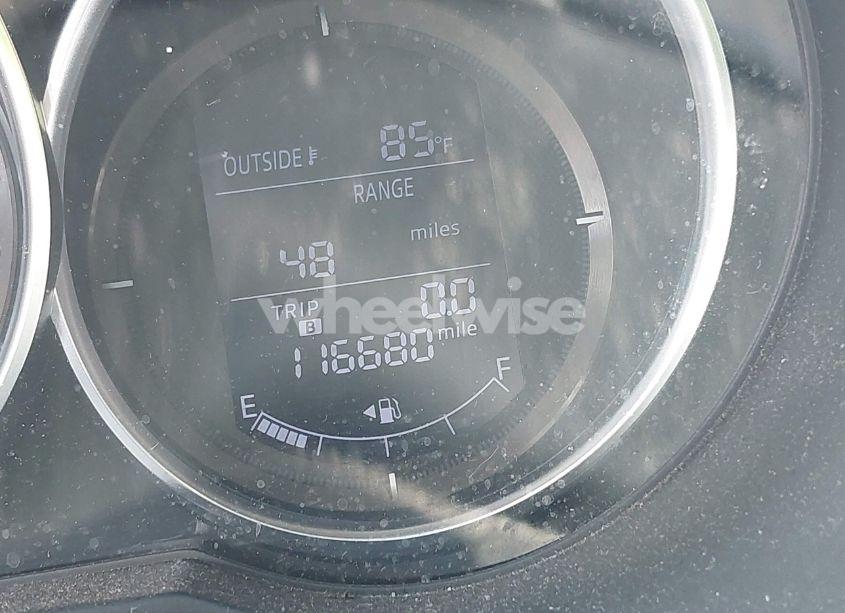 OUTSIDE 85°F
RANGE
48 miles
TRIP B 0.0
116680 mile
E F
wheelwise